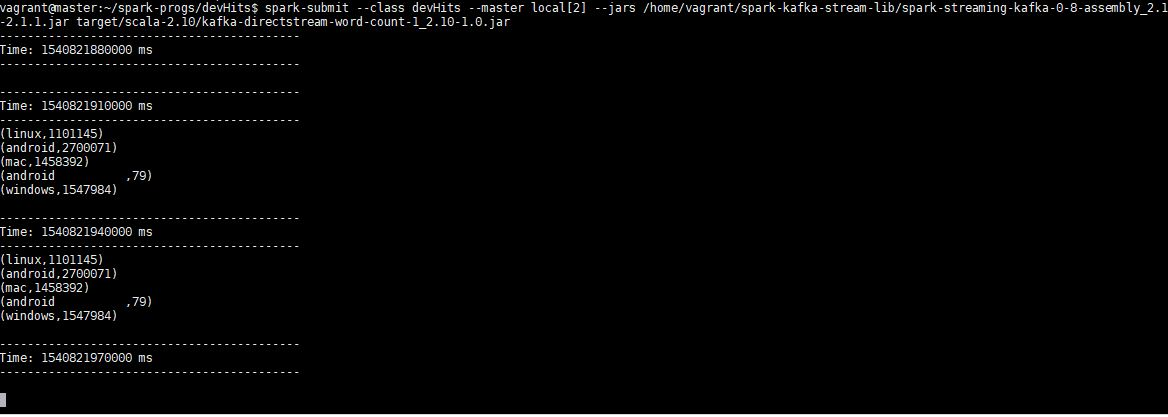 vagrant@master:~/spark-progs/devHits$ spark-submit --class devHits --master local[2] --jars /home/vagrant/spark-kafka-stream-lib/spark-streaming-kafka-0-8-assembly_2.1
-2.1.1.jar target/scala-2.10/kafka-directstream-word-count-1_2.10-1.0.jar
-------------------------------------------
Time: 1540821880000 ms
-------------------------------------------
-------------------------------------------
Time: 1540821910000 ms
-------------------------------------------
(linux,1101145)
(android,2700071)
(mac,1458392)
(android          ,79)
(windows,1547984)
-------------------------------------------
Time: 1540821940000 ms
-------------------------------------------
(linux,1101145)
(android,2700071)
(mac,1458392)
(android          ,79)
(windows,1547984)
-------------------------------------------
Time: 1540821970000 ms
-------------------------------------------